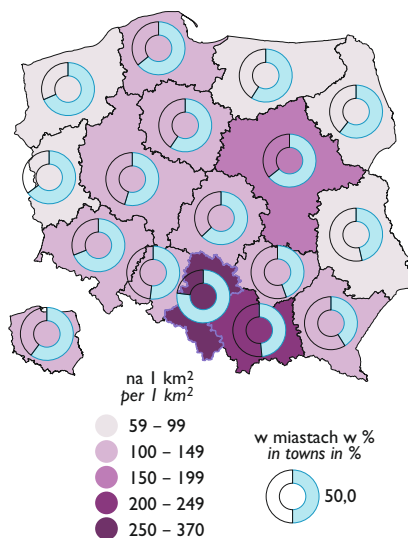 na 1 km²
per 1 km²
59 – 99
100 – 149
150 – 199
200 – 249
250 – 370
w miastach w %
in towns in %
50,0